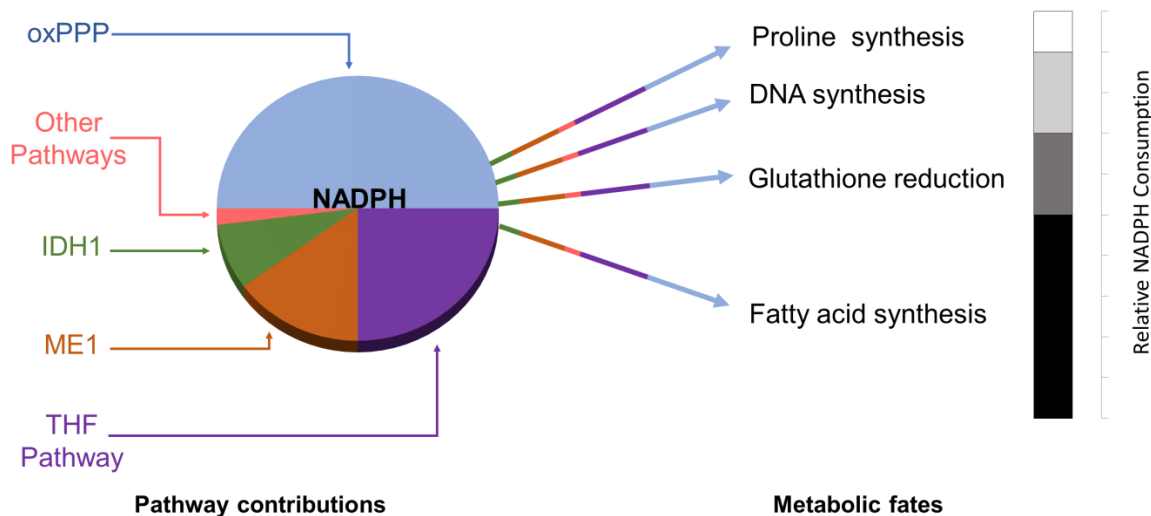 oxPPP
Other
Pathways
IDH1
ME1
THF
Pathway
NADPH
Proline synthesis
DNA synthesis
Glutathione reduction
Fatty acid synthesis
Relative NADPH Consumption
Pathway contributions
Metabolic fates